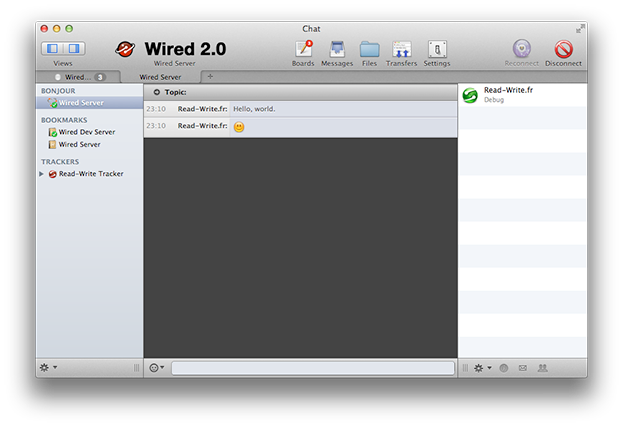 Chat
Wired 2.0
Views
Wired Server
Boards
Messages
Files
Transfers
Settings
Reconnect
Disconnect
Wired... 3
Wired Server
+
BONJOUR
Wired Server
BOOKMARKS
Wired Dev Server
Wired Server
TRACKERS
Read-Write Tracker
Topic:
23:10 Read-Write.fr: Hello, world.
23:10 Read-Write.fr:
Read-Write.fr
Debug